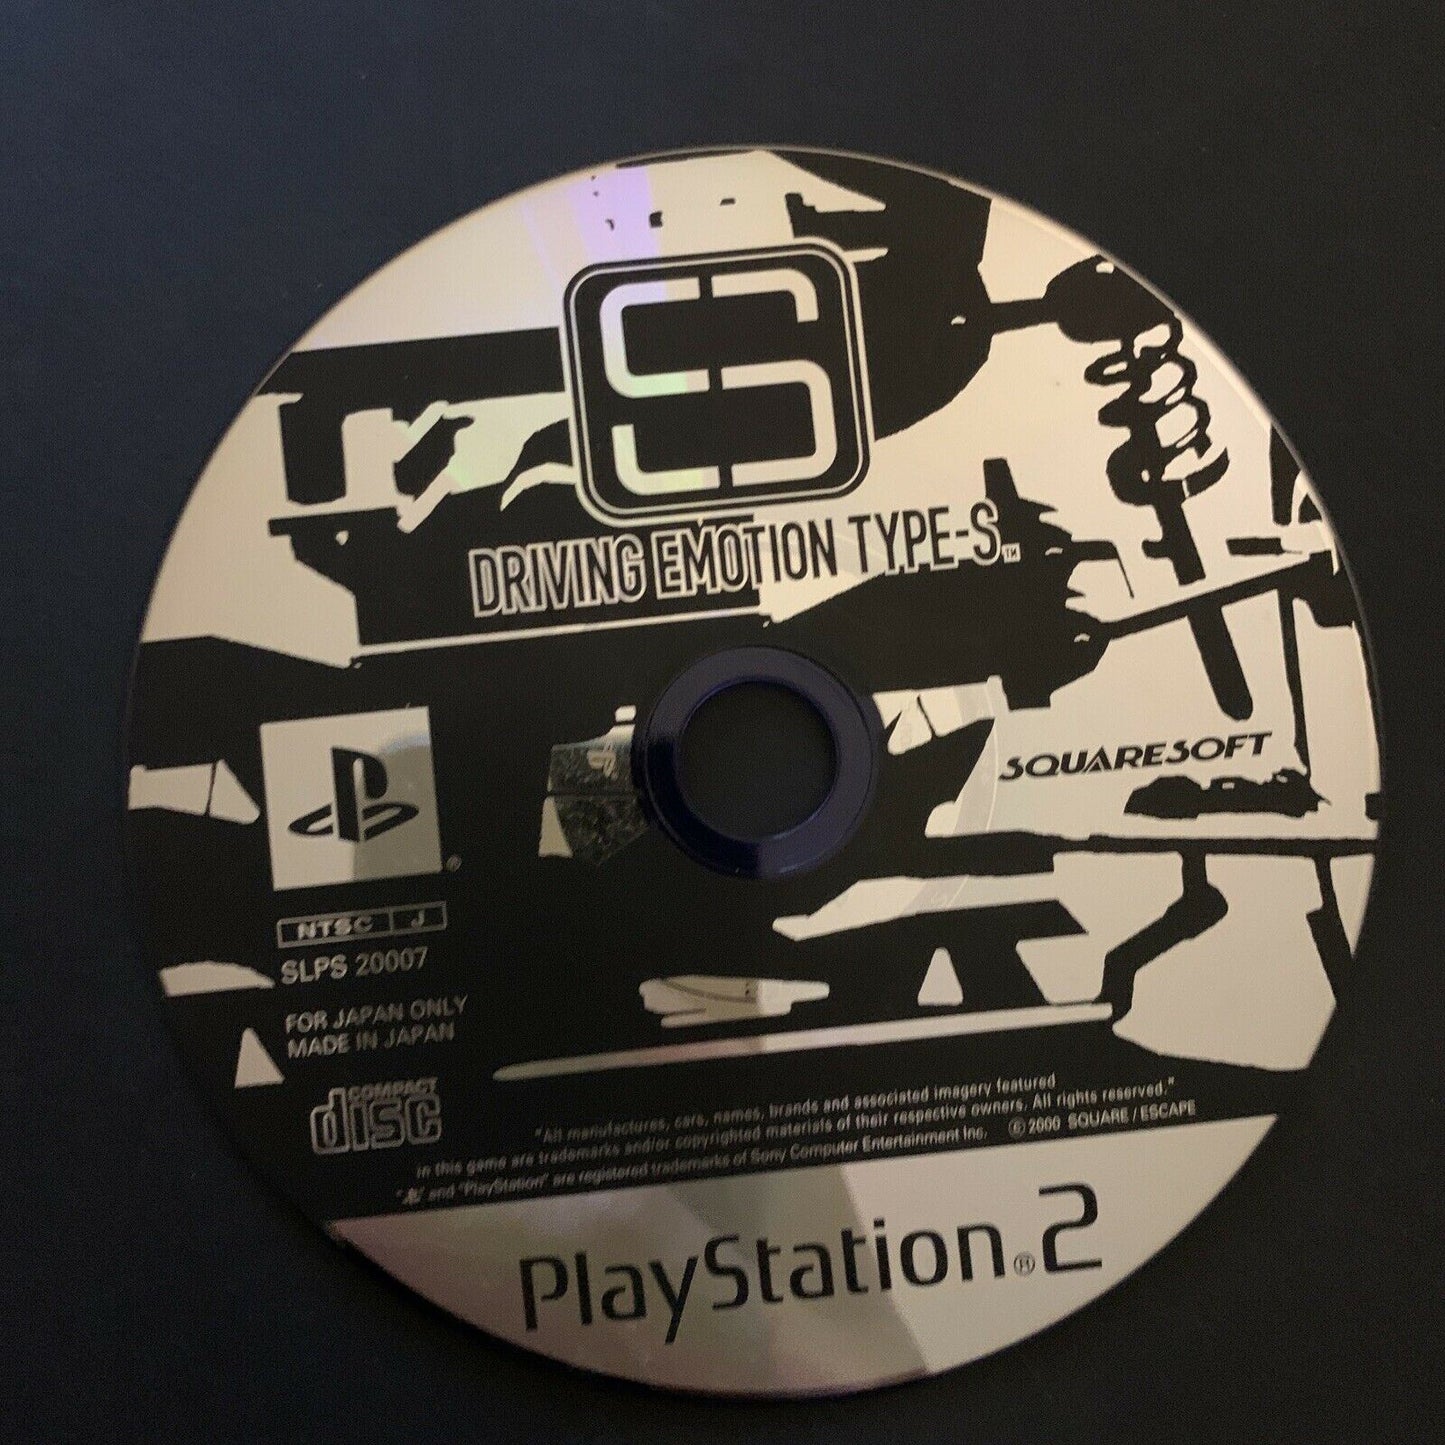 S
DRIVING EMOTION TYPE-S™
SQUARESOFT
®
NTSC J
SLPS 20007
FOR JAPAN ONLY
MADE IN JAPAN
COMPACT
disc
"All manufactures, cars, names, brands and associated imagery featured
in this game are trademarks and/or copyrighted materials of their respective owners. All rights reserved."
" " and "PlayStation" are registered trademarks of Sony Computer Entertainment Inc. © 2000 SQUARE / ESCAPE
PlayStation®2